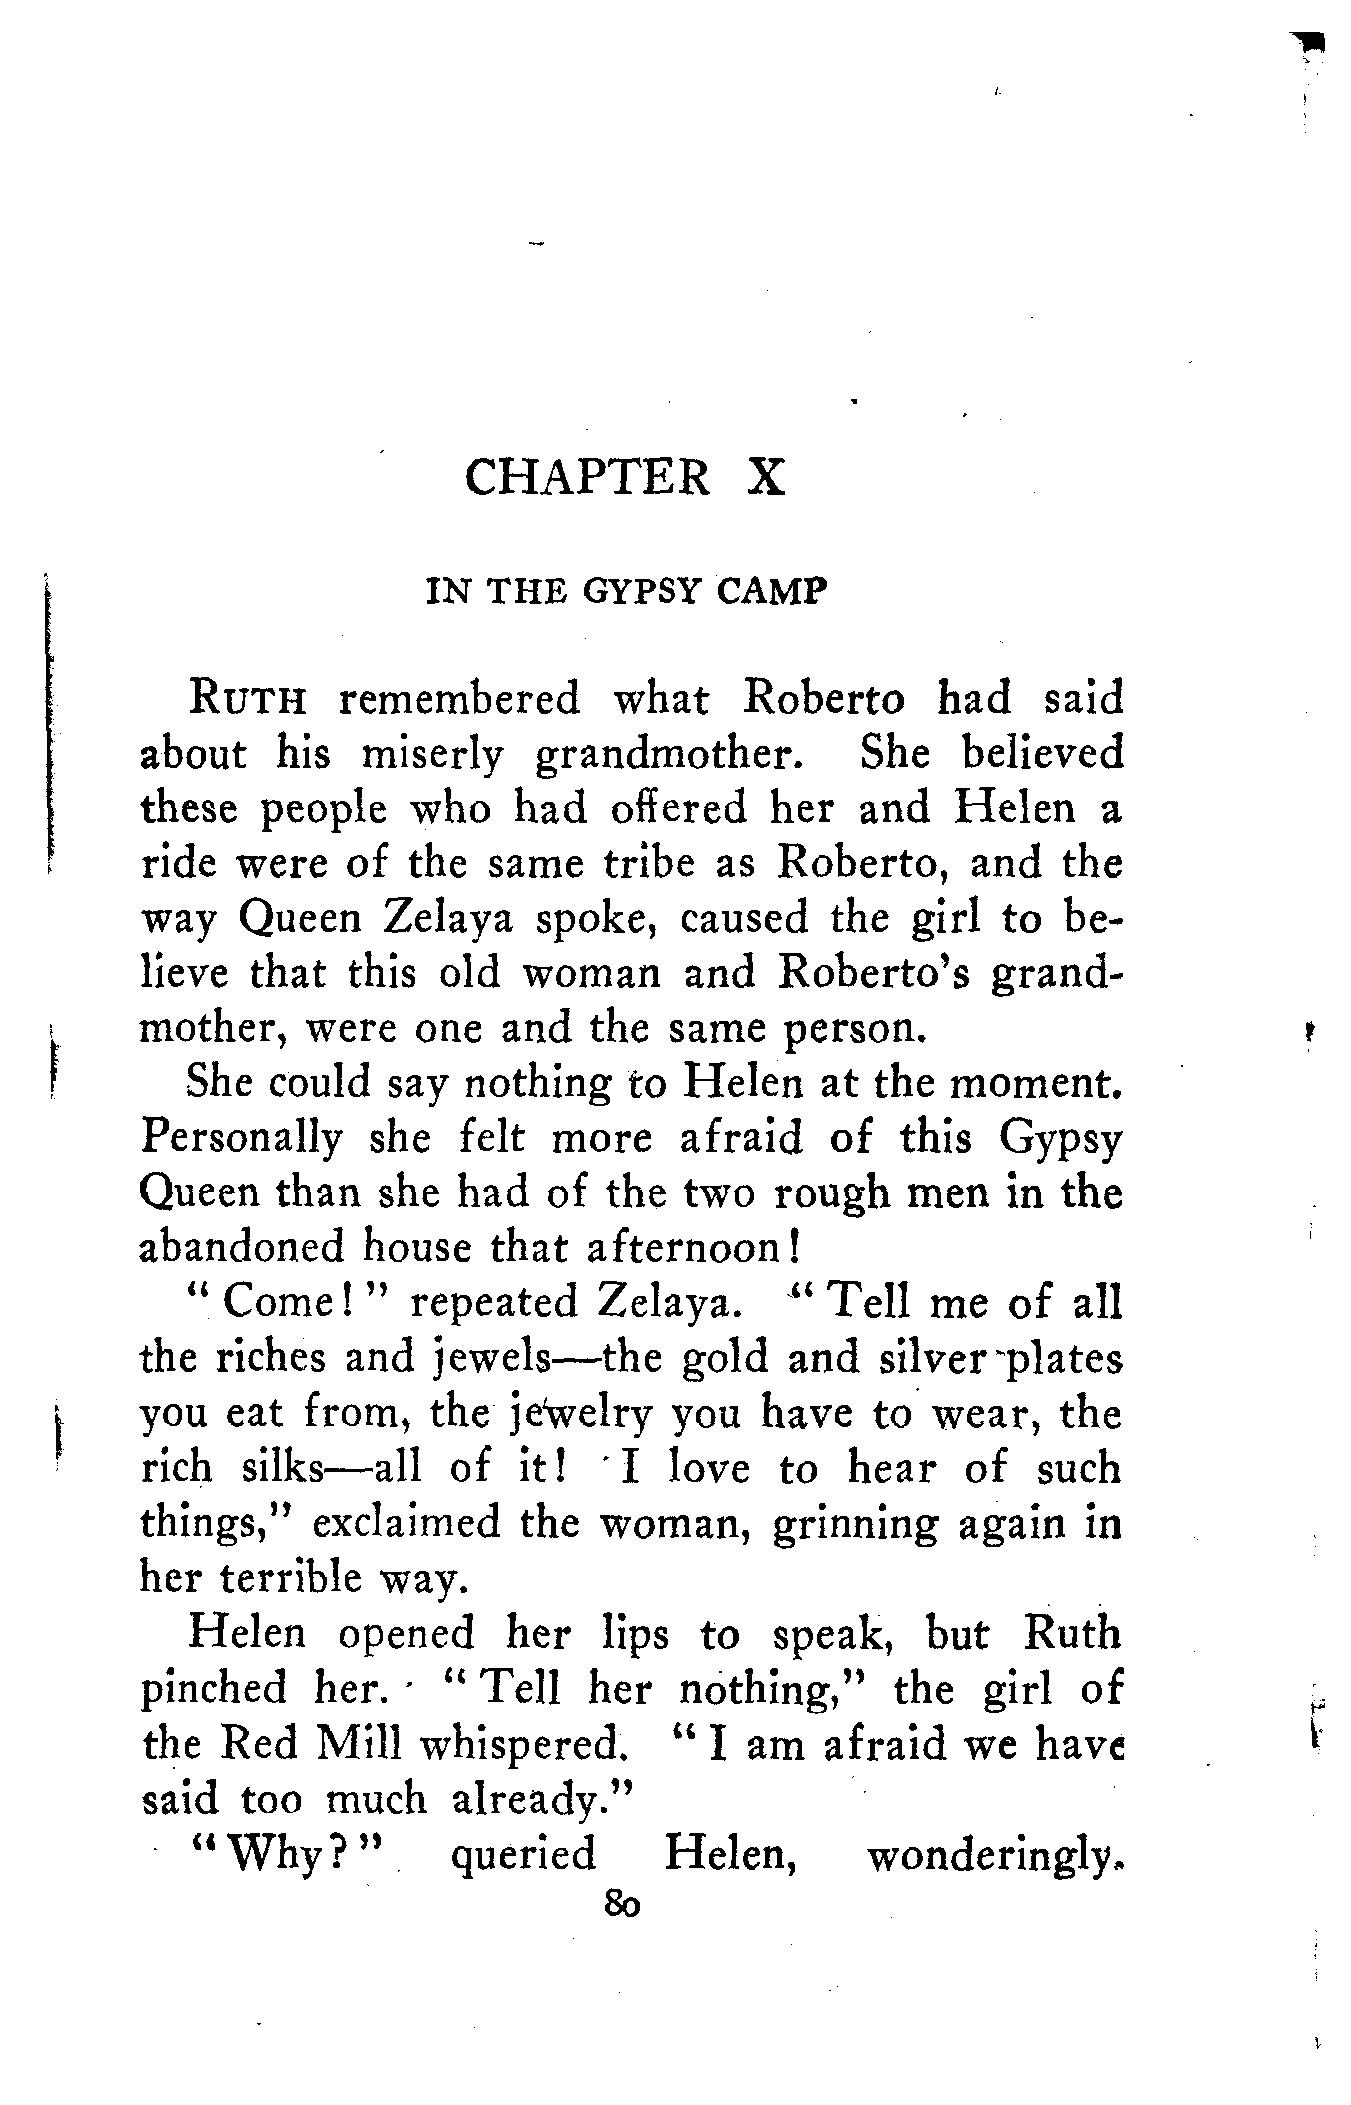 CHAPTER X
IN THE GYPSY CAMP
RUTH remembered what Roberto had said
about his miserly grandmother. She believed
these people who had offered her and Helen a
ride were of the same tribe as Roberto, and the
way Queen Zelaya spoke, caused the girl to be-
lieve that this old woman and Roberto's grand-
mother, were one and the same person.
She could say nothing to Helen at the moment.
Personally she felt more afraid of this Gypsy
Queen than she had of the two rough men in the
abandoned house that afternoon!
"Come!" repeated Zelaya. "Tell me of all
the riches and jewels—the gold and silver plates
you eat from, the jewelry you have to wear, the
rich silks—all of it! I love to hear of such
things," exclaimed the woman, grinning again in
her terrible way.
Helen opened her lips to speak, but Ruth
pinched her. "Tell her nothing," the girl of
the Red Mill whispered. "I am afraid we have
said too much already."
"Why?" queried Helen, wonderingly.
80